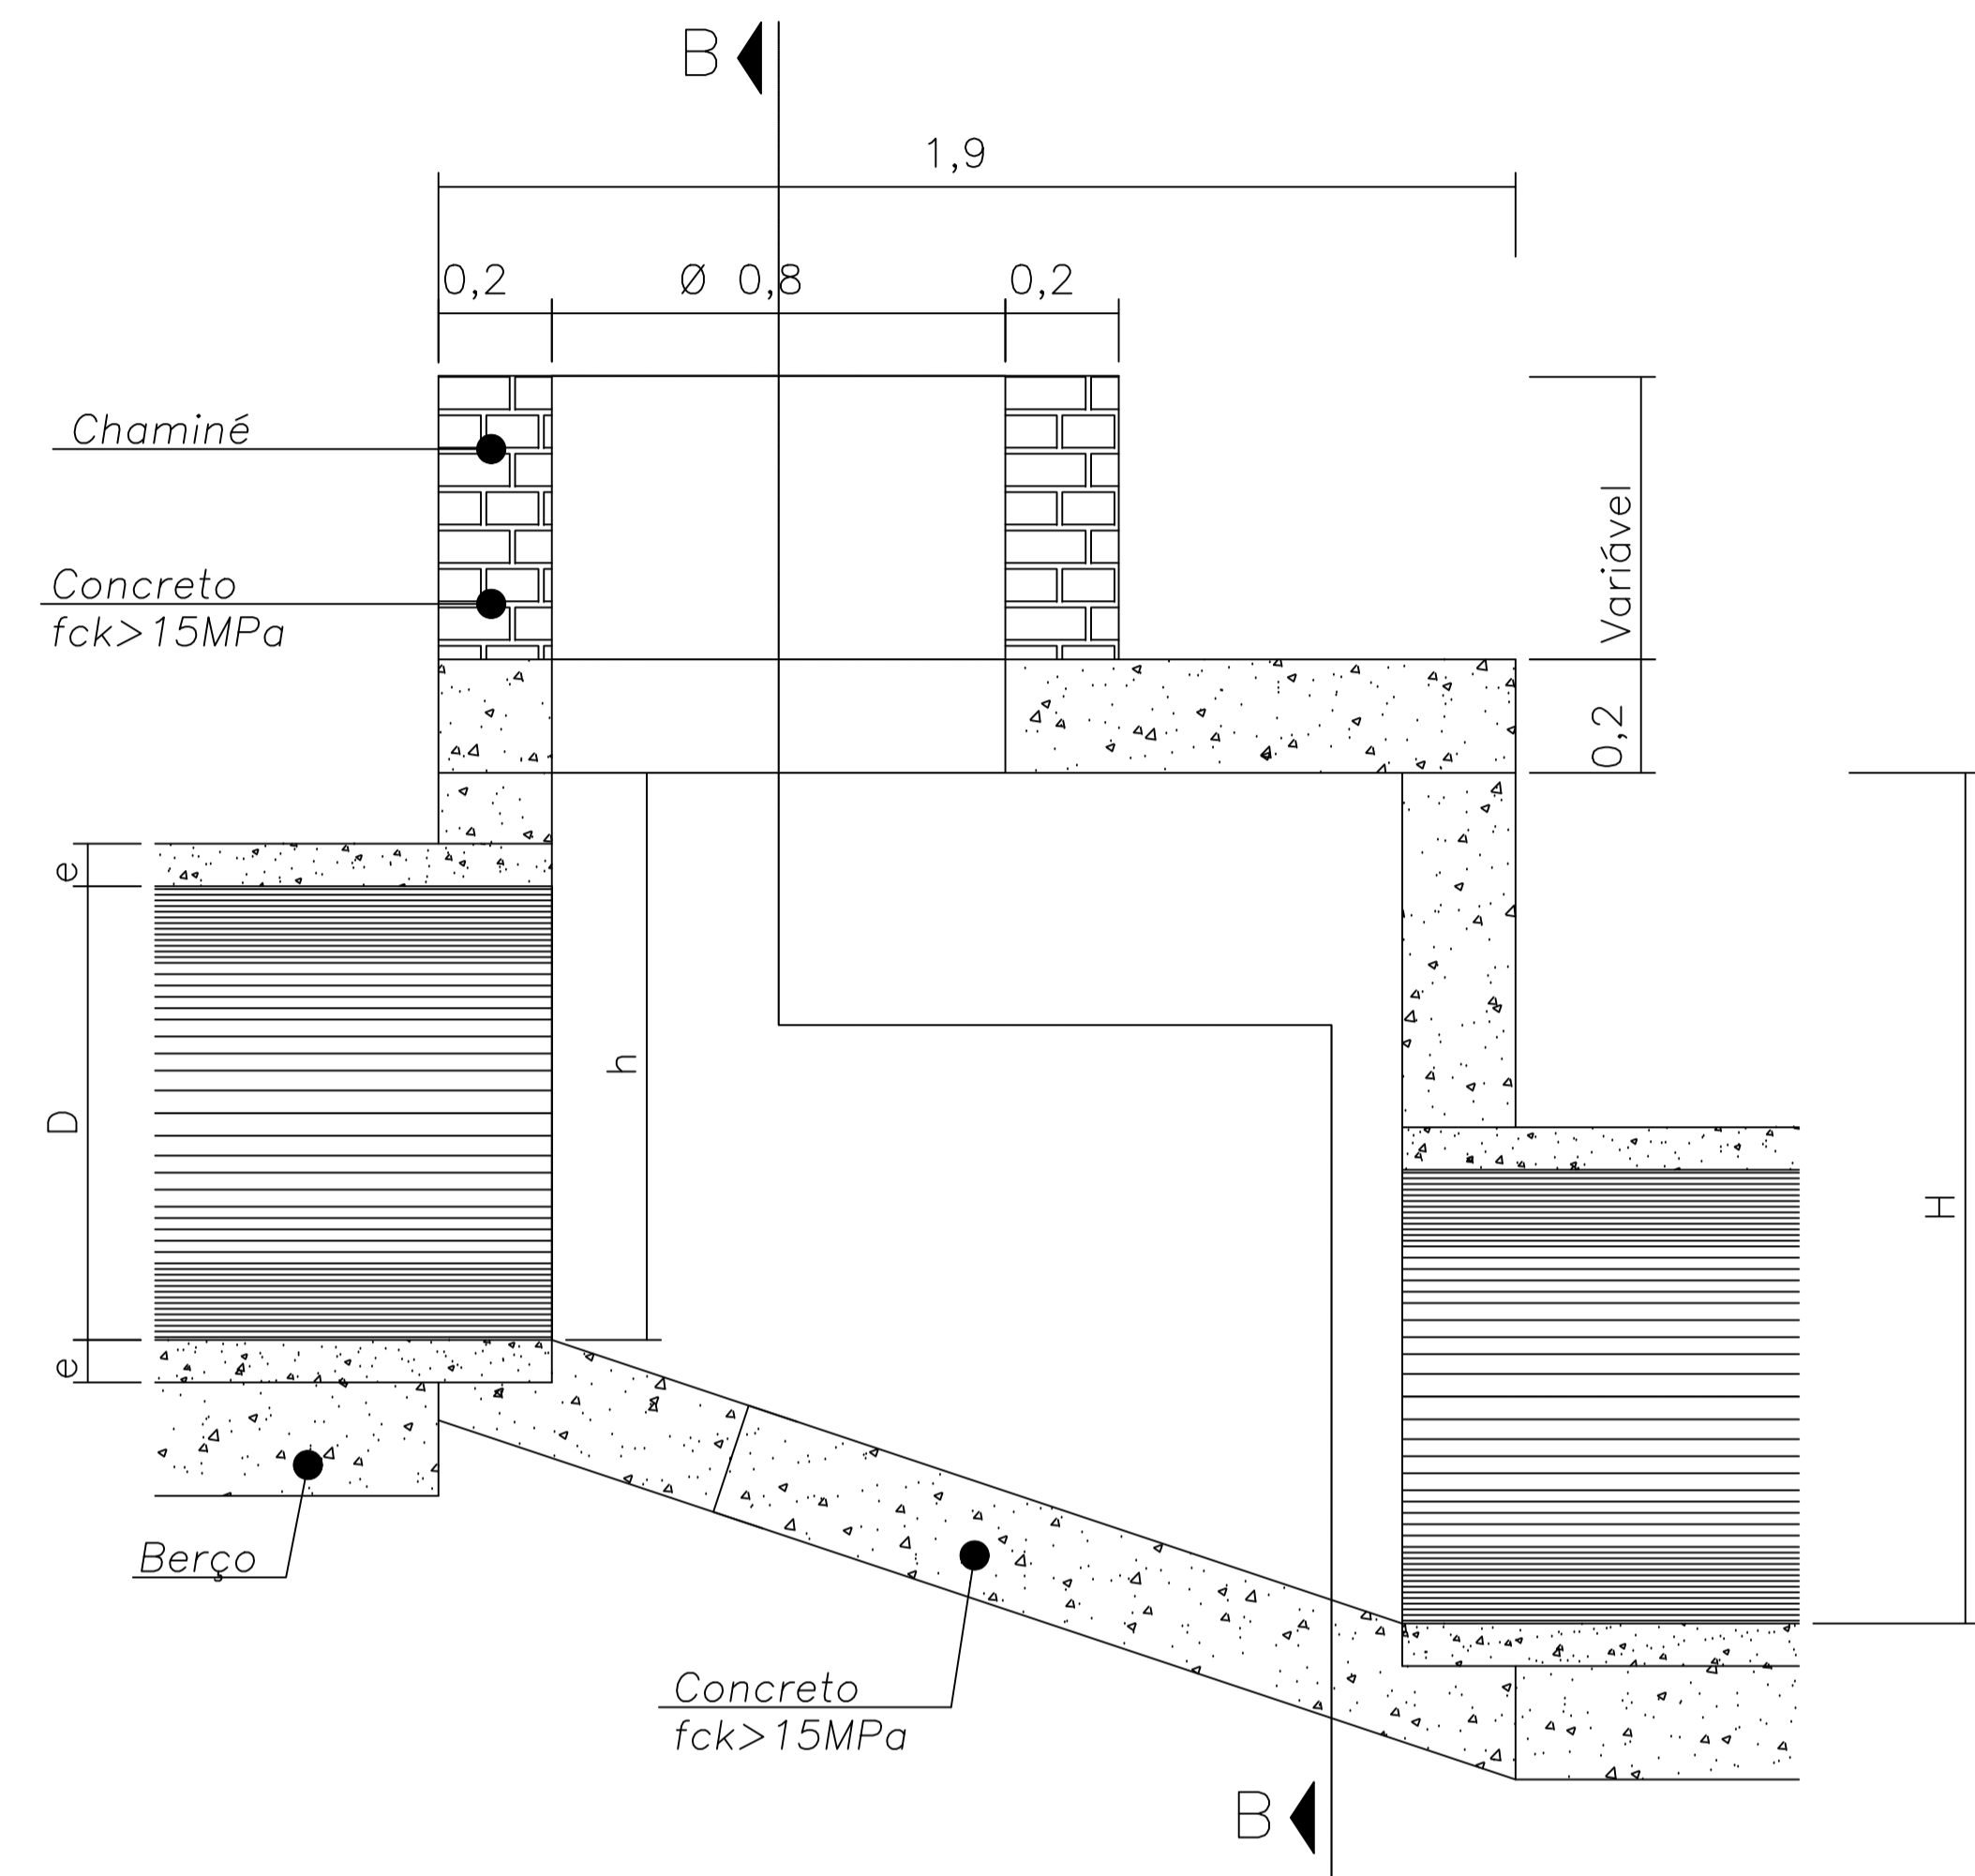 B
1,9
0,2
Ø 0,8
0,2
Chaminé
Concreto
fck>15MPa
Variável
0,2
e
D
h
H
e
Berço
Concreto
fck>15MPa
B